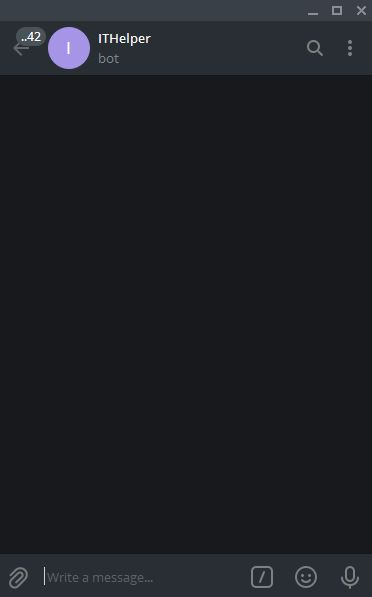 ..42
I
ITHelper
bot
Write a message...